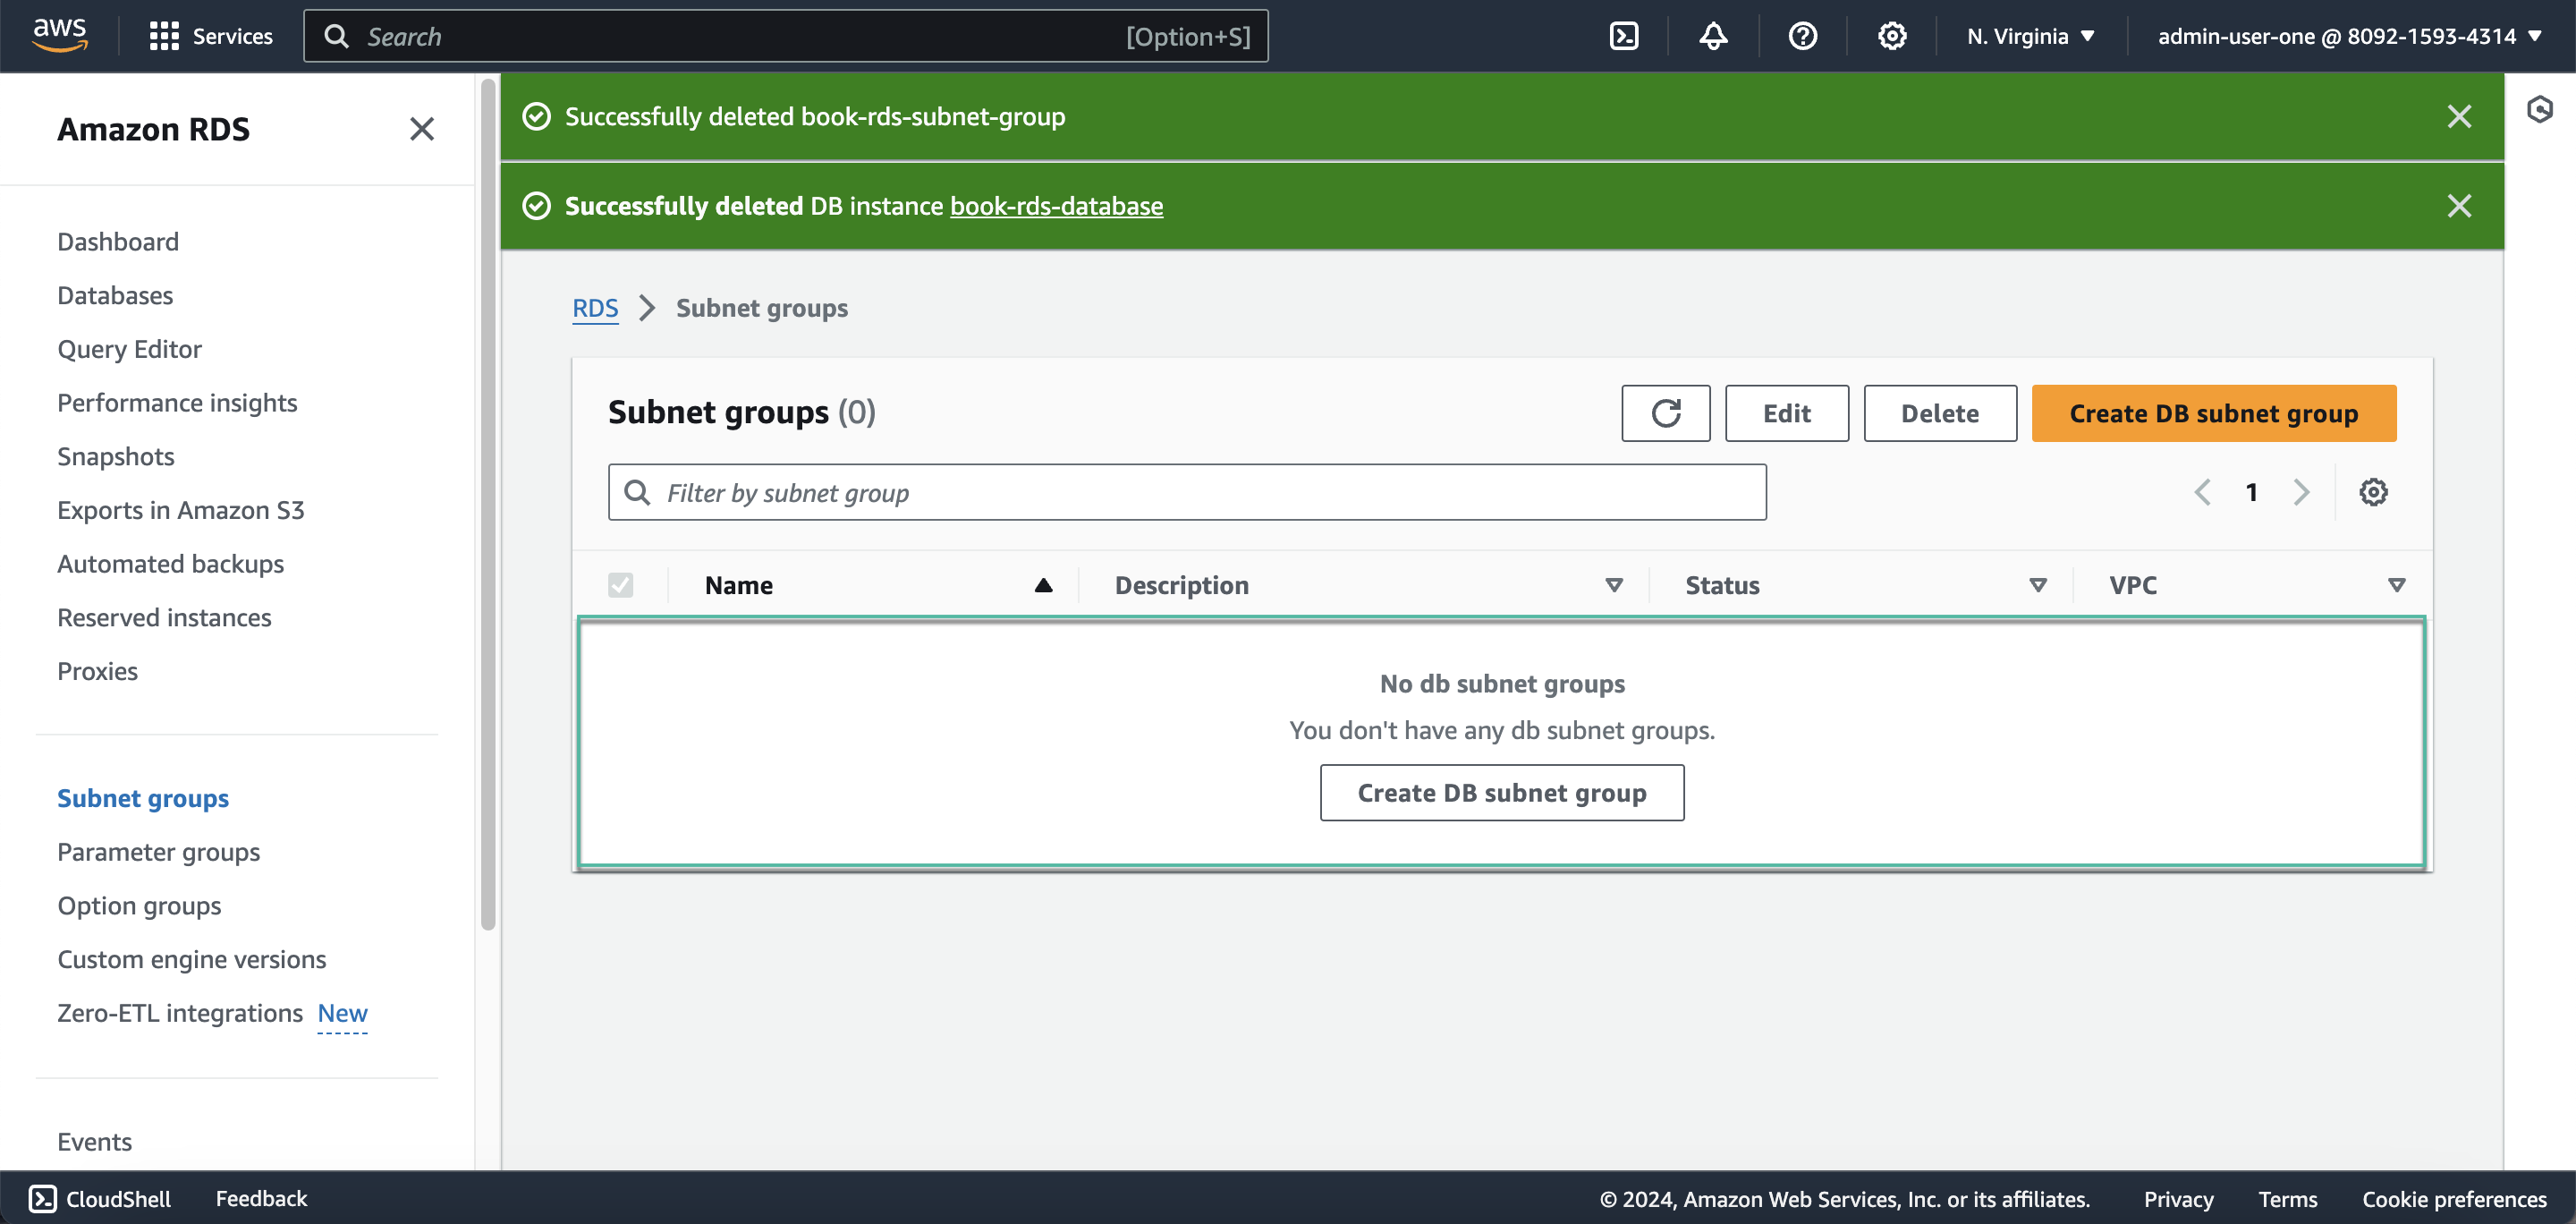 aws
Services
Search
[Option+S]
N. Virginia
admin-user-one @ 8092-1593-4314
Amazon RDS
Dashboard
Databases
Query Editor
Performance insights
Snapshots
Exports in Amazon S3
Automated backups
Reserved instances
Proxies
Subnet groups
Parameter groups
Option groups
Custom engine versions
Zero-ETL integrations New
Events
Successfully deleted book-rds-subnet-group
Successfully deleted DB instance book-rds-database
RDS
Subnet groups
Subnet groups (0)
Edit
Delete
Create DB subnet group
Filter by subnet group
1
Name
Description
Status
VPC
No db subnet groups
You don't have any db subnet groups.
Create DB subnet group
CloudShell
Feedback
© 2024, Amazon Web Services, Inc. or its affiliates.
Privacy
Terms
Cookie preferences